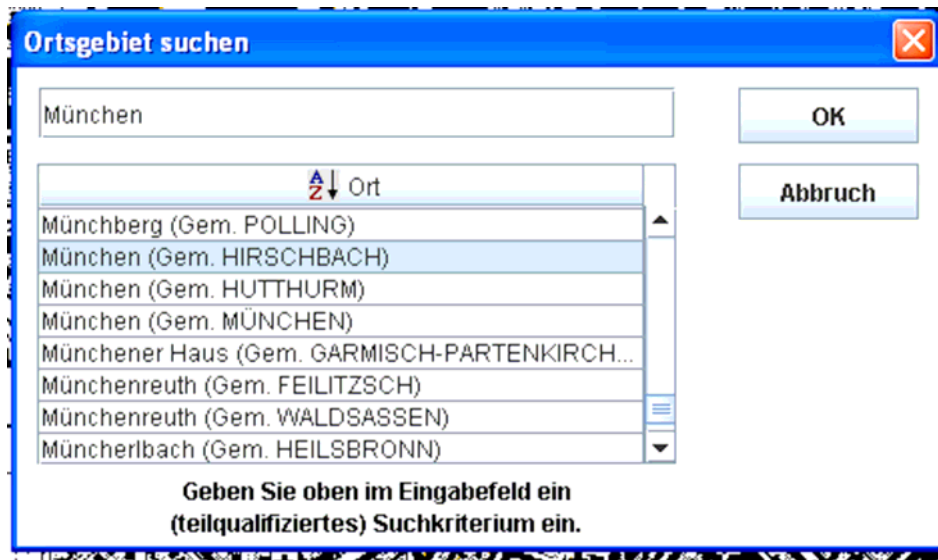 Ortsgebiet suchen
München
OK
Abbruch
AZ Ort
Münchberg (Gem. POLLING)
München (Gem. HIRSCHBACH)
München (Gem. HUTTHURM)
München (Gem. MÜNCHEN)
Münchener Haus (Gem. GARMISCH-PARTENKIRCH...
Münchenreuth (Gem. FEILITZSCH)
Münchenreuth (Gem. WALDSASSEN)
Müncherlbach (Gem. HEILSBRONN)
Geben Sie oben im Eingabefeld ein
(teilqualifiziertes) Suchkriterium ein.